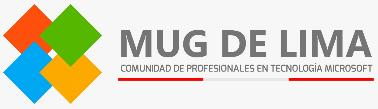 MUG DE LIMA
COMUNIDAD DE PROFESIONALES EN TECNOLOGÍA MICROSOFT